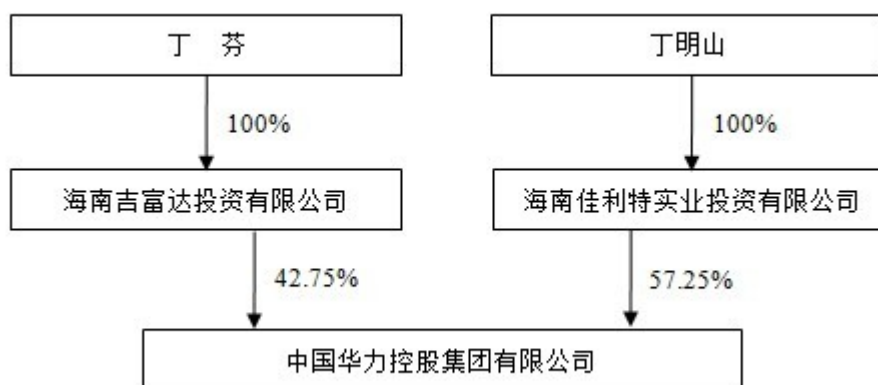 丁 芬
丁明山
100%
100%
海南吉富达投资有限公司
海南佳利特实业投资有限公司
42.75%
57.25%
中国华力控股集团有限公司